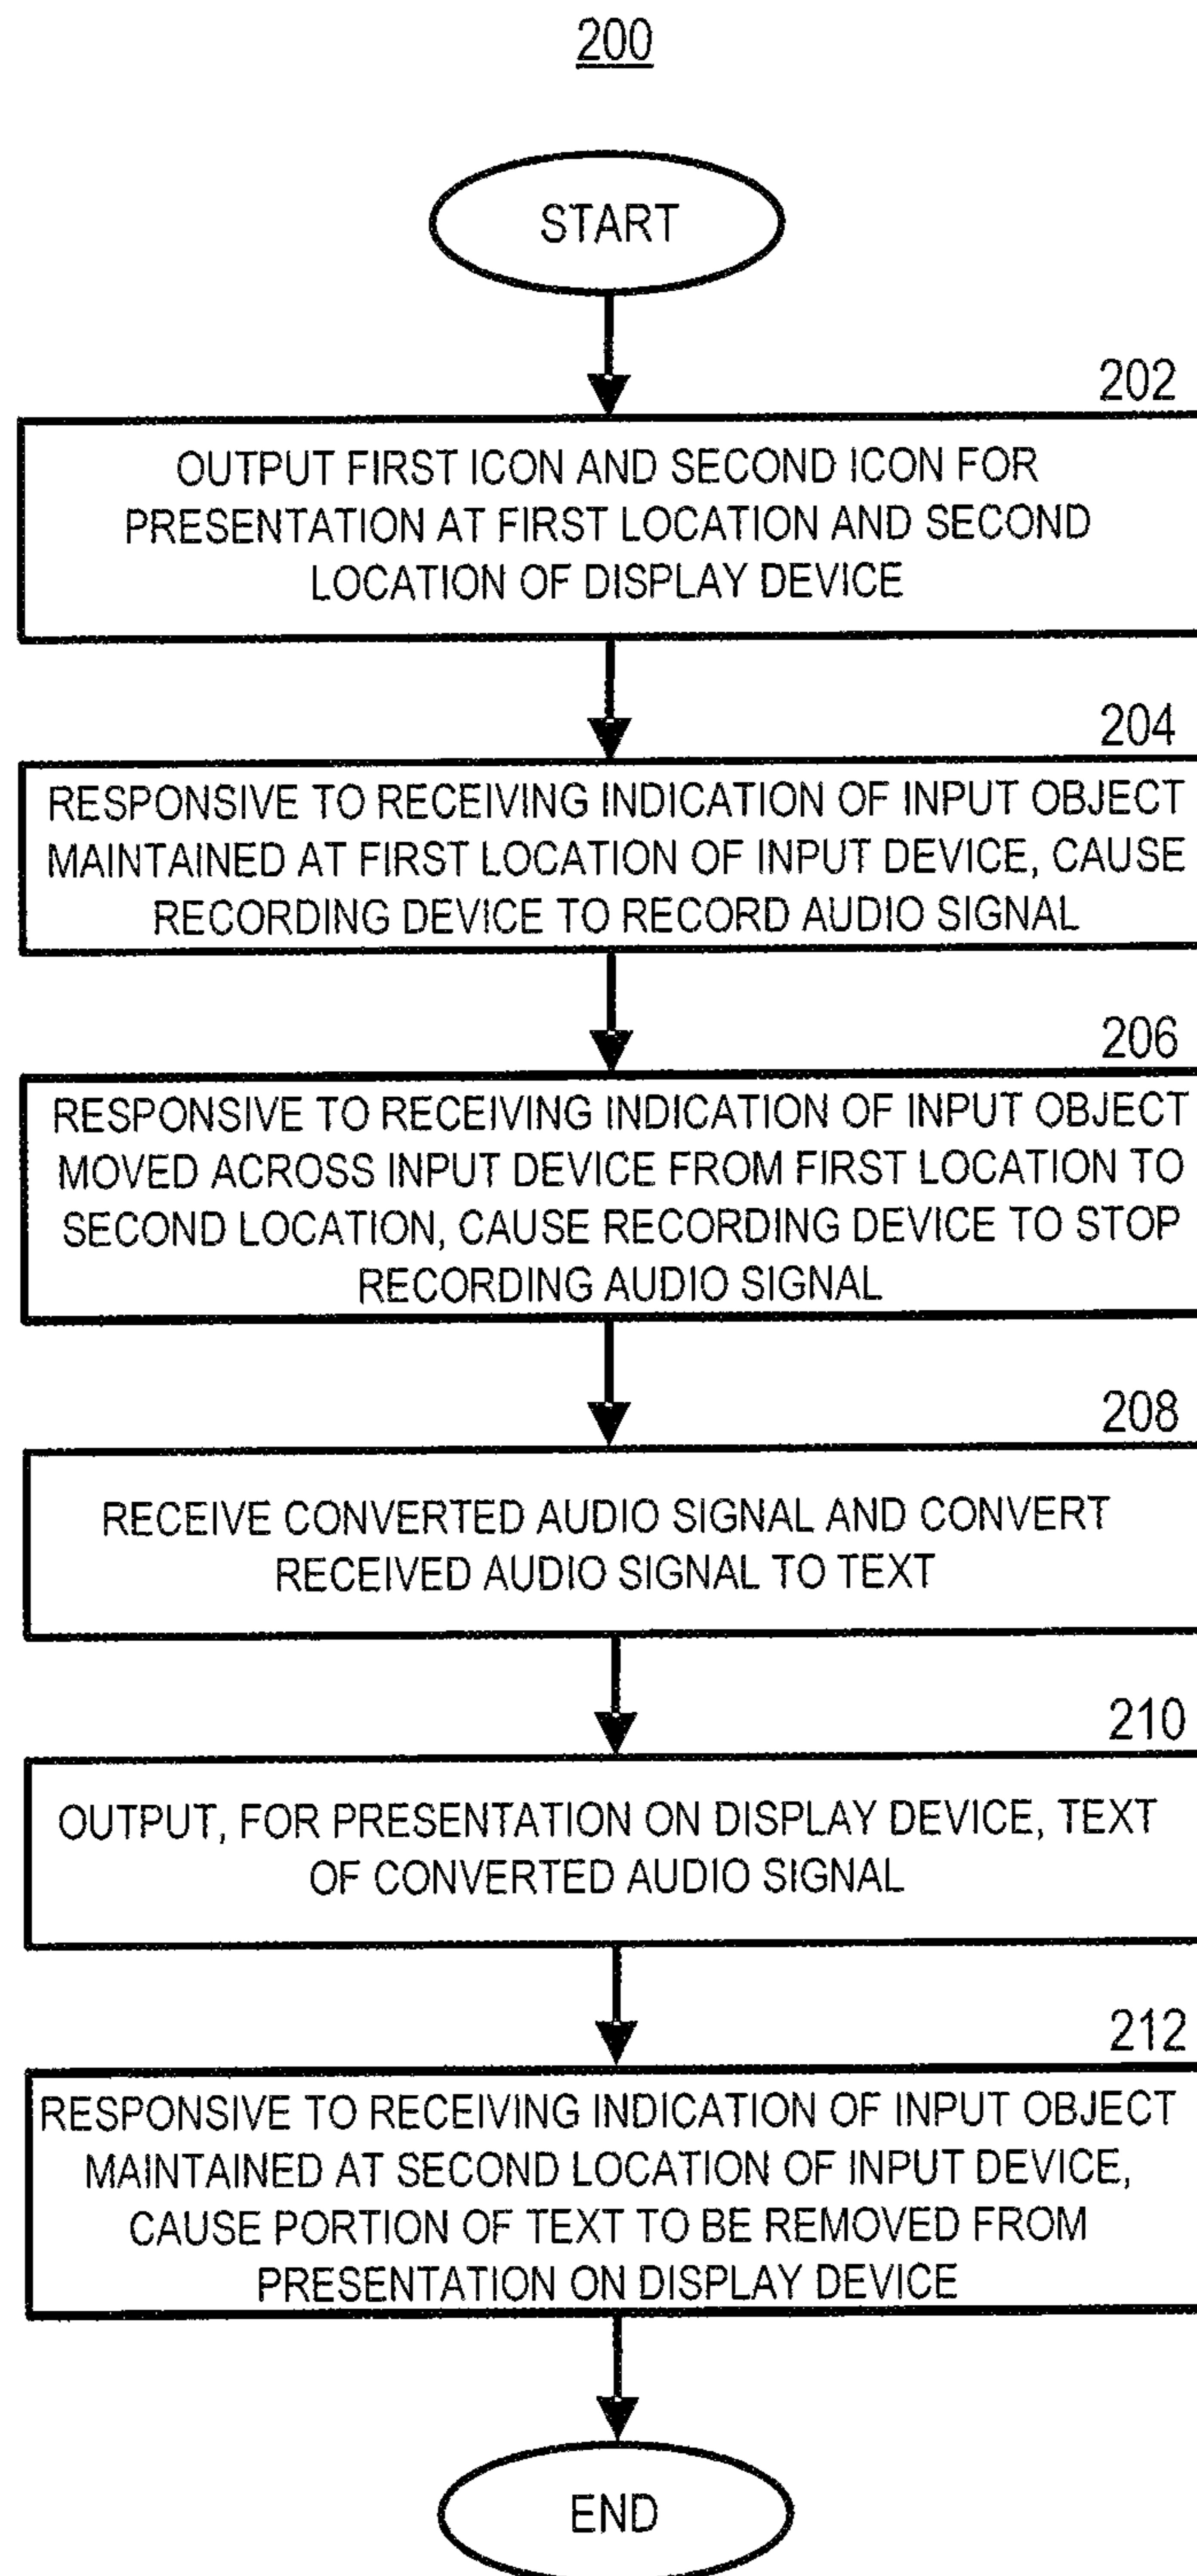 200
START
202
OUTPUT FIRST ICON AND SECOND ICON FOR
PRESENTATION AT FIRST LOCATION AND SECOND
LOCATION OF DISPLAY DEVICE
204
RESPONSIVE TO RECEIVING INDICATION OF INPUT OBJECT
MAINTAINED AT FIRST LOCATION OF INPUT DEVICE, CAUSE
RECORDING DEVICE TO RECORD AUDIO SIGNAL
206
RESPONSIVE TO RECEIVING INDICATION OF INPUT OBJECT
MOVED ACROSS INPUT DEVICE FROM FIRST LOCATION TO
SECOND LOCATION, CAUSE RECORDING DEVICE TO STOP
RECORDING AUDIO SIGNAL
208
RECEIVE CONVERTED AUDIO SIGNAL AND CONVERT
RECEIVED AUDIO SIGNAL TO TEXT
210
OUTPUT, FOR PRESENTATION ON DISPLAY DEVICE, TEXT
OF CONVERTED AUDIO SIGNAL
212
RESPONSIVE TO RECEIVING INDICATION OF INPUT OBJECT
MAINTAINED AT SECOND LOCATION OF INPUT DEVICE,
CAUSE PORTION OF TEXT TO BE REMOVED FROM
PRESENTATION ON DISPLAY DEVICE
END